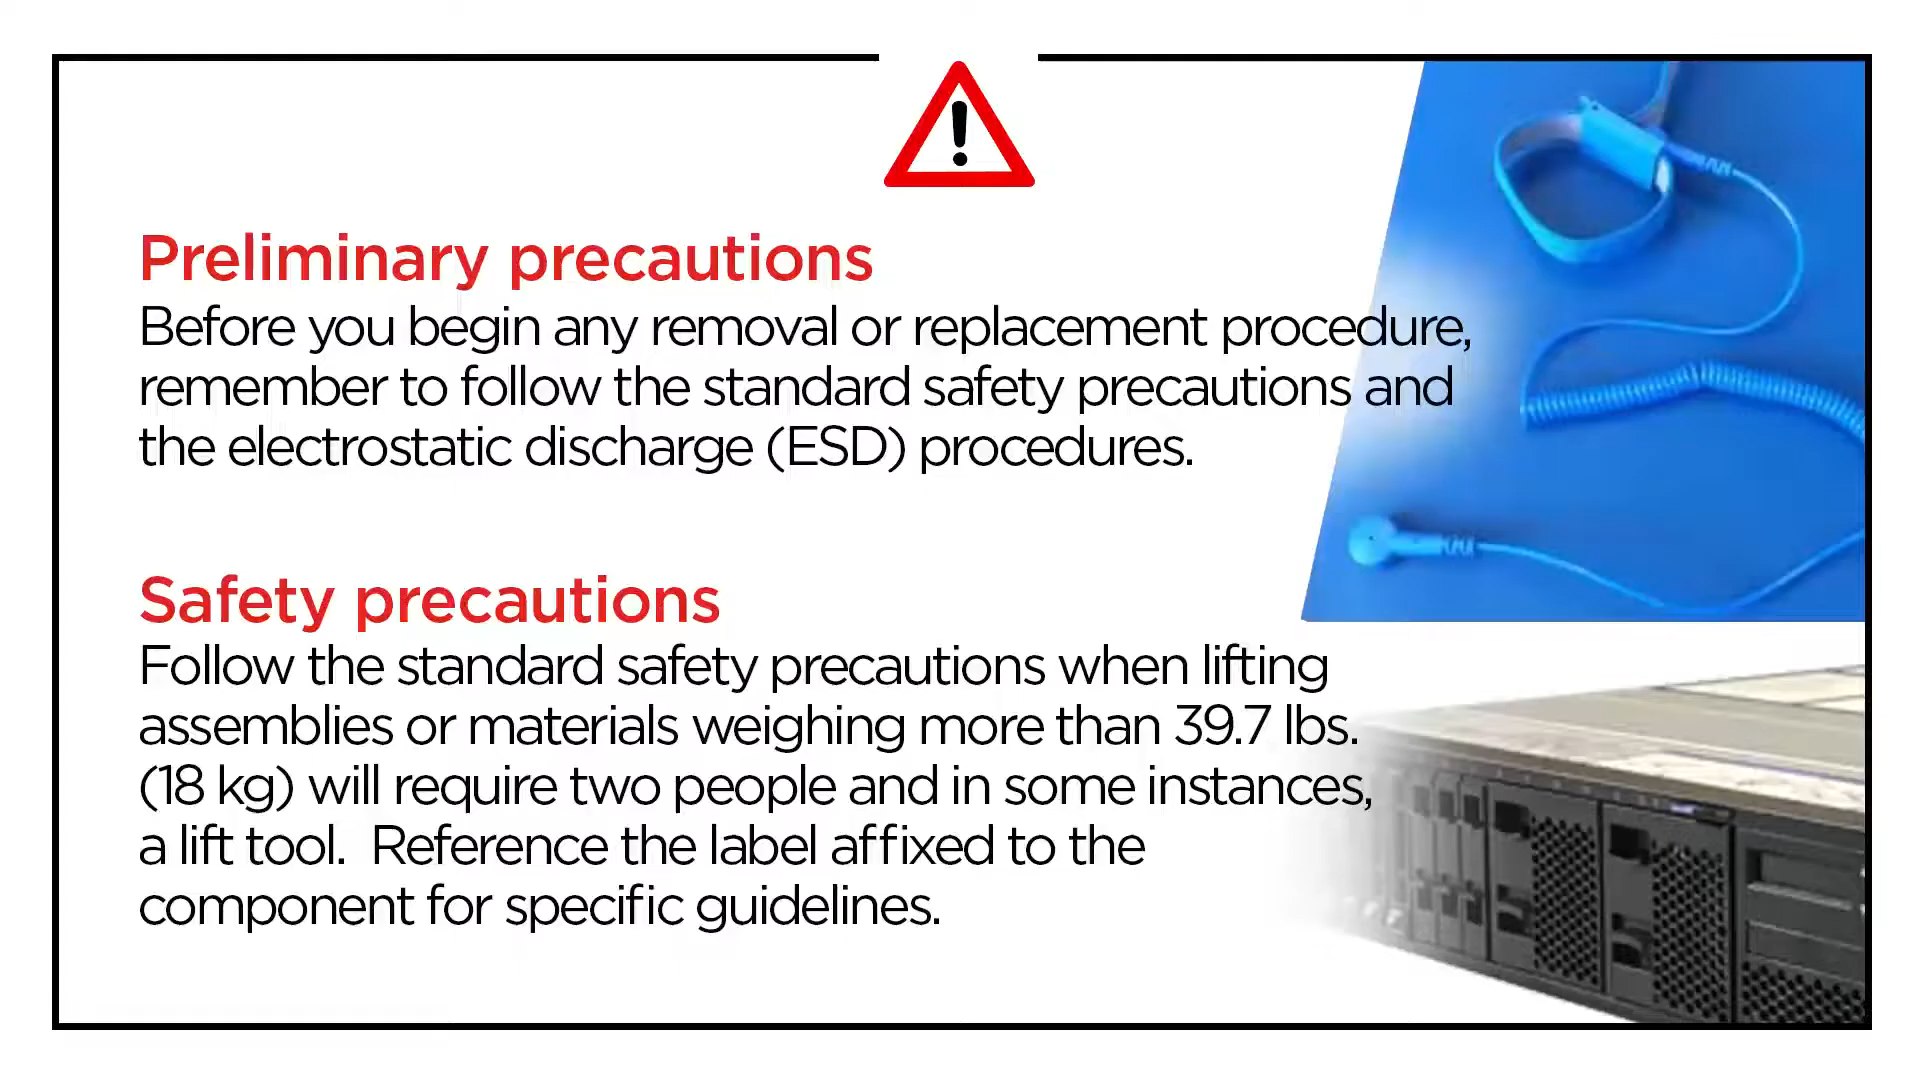 Preliminary precautions
Before you begin any removal or replacement procedure,
remember to follow the standard safety precautions and
the electrostatic discharge (ESD) procedures.
Safety precautions
Follow the standard safety precautions when lifting
assemblies or materials weighing more than 39.7 lbs.
(18 kg) will require two people and in some instances,
a lift tool.  Reference the label affixed to the
component for specific guidelines.